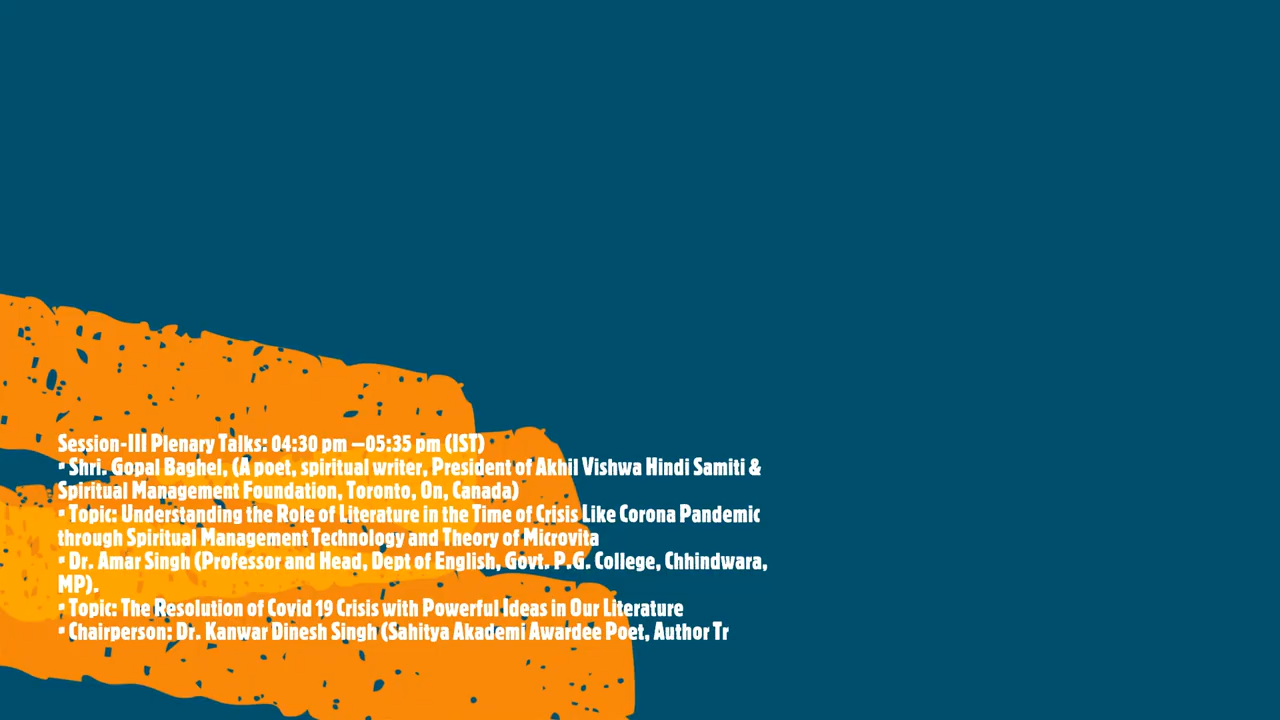 Session-III Plenary Talks: 04:30 pm –05:35 pm (IST)
• Shri. Gopal Baghel, (A poet, spiritual writer, President of Akhil Vishwa Hindi Samiti &
Spiritual Management Foundation, Toronto, On, Canada)
• Topic: Understanding the Role of Literature in the Time of Crisis Like Corona Pandemic
through Spiritual Management Technology and Theory of Microvita
• Dr. Amar Singh (Professor and Head, Dept of English, Govt. P.G. College, Chhindwara,
MP).
• Topic: The Resolution of Covid 19 Crisis with Powerful Ideas in Our Literature
• Chairperson: Dr. Kanwar Dinesh Singh (Sahitya Akademi Awardee Poet, Author Tr